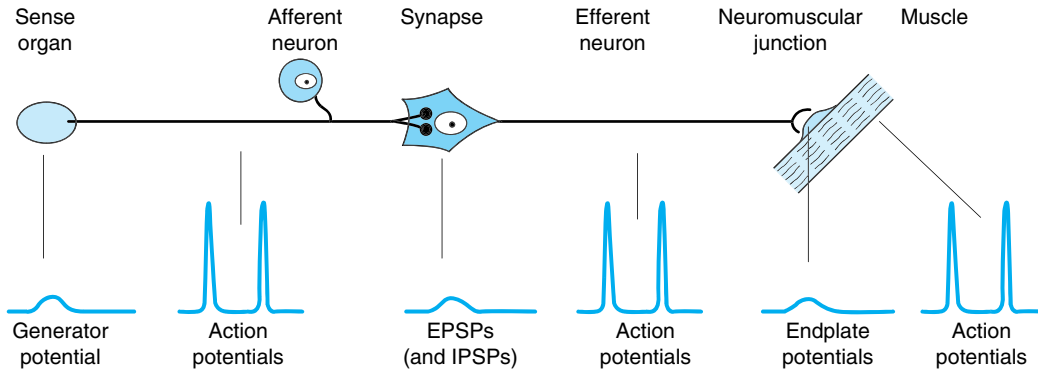 Sense
organ
Afferent
neuron
Synapse
Efferent
neuron
Neuromuscular
junction
Muscle
Generator
potential
Action
potentials
EPSPs
(and IPSPs)
Action
potentials
Endplate
potentials
Action
potentials